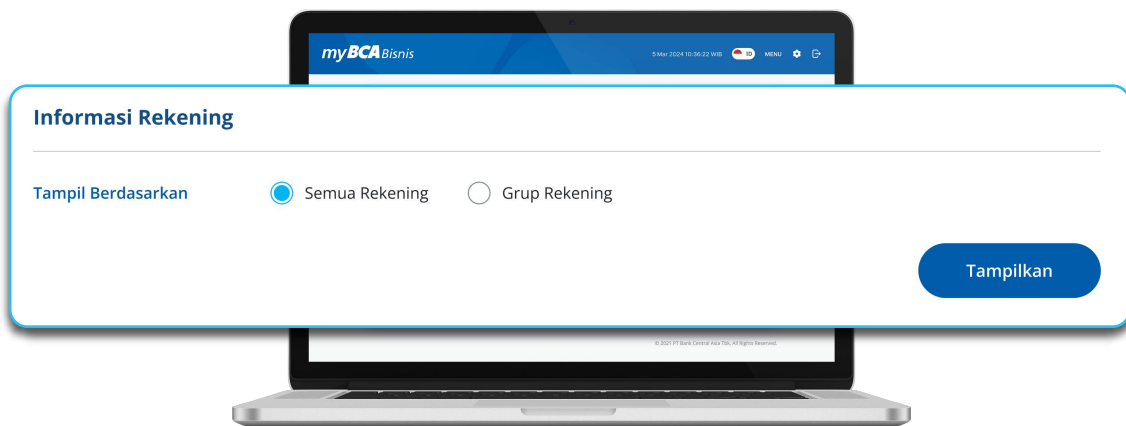 myBCA Bisnis
5 Mar 2024 10:36:22 WIB ID MENU
Informasi Rekening
Tampil Berdasarkan Semua Rekening Grup Rekening
Tampilkan
© 2021 PT Bank Central Asia Tbk, All Rights Reserved.